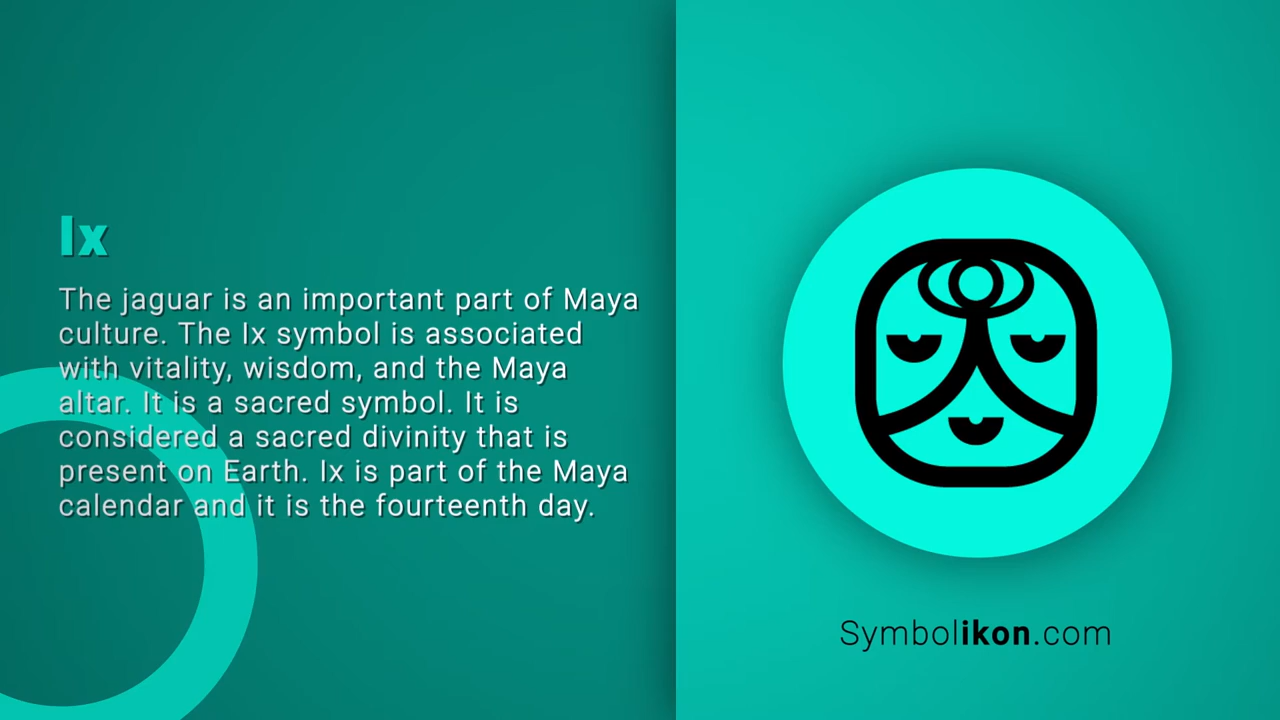 Ix
The jaguar is an important part of Maya
culture. The Ix symbol is associated
with vitality, wisdom, and the Maya
altar. It is a sacred symbol. It is
considered a sacred divinity that is
present on Earth. Ix is part of the Maya
calendar and it is the fourteenth day.
Symbolikon.com